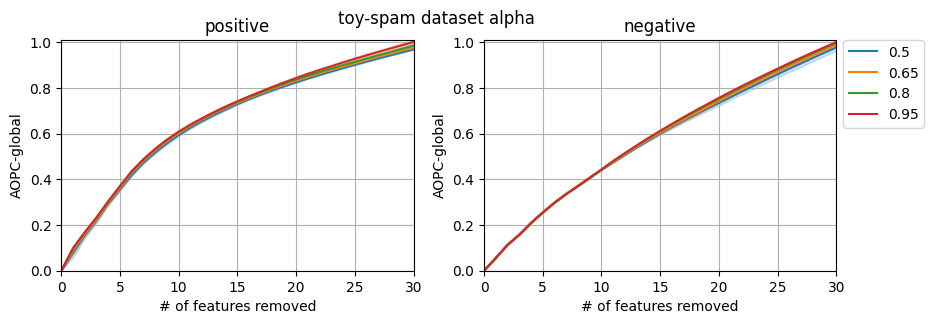 toy-spam dataset alpha
positive
1.0
0.8
0.6
0.4
0.2
0.0
AOPC-global
0 5 10 15 20 25 30
# of features removed
negative
1.0
0.8
0.6
0.4
0.2
0.0
AOPC-global
0 5 10 15 20 25 30
# of features removed
0.5
0.65
0.8
0.95